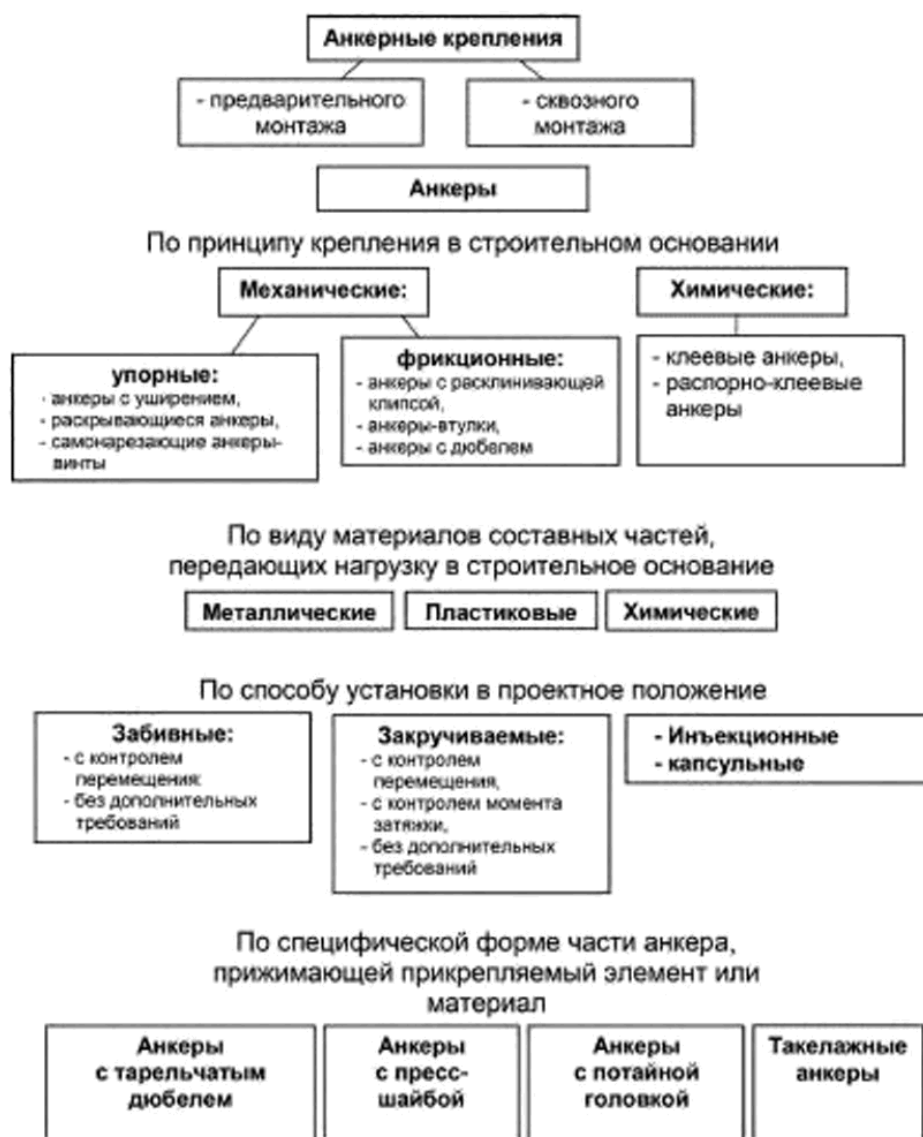 Анкерные крепления
- предварительного
монтажа
- сквозного
монтажа
Анкеры
По принципу крепления в строительном основании
Механические:
Химические:
упорные:
· анкеры с уширением,
- раскрывающиеся анкеры,
- самонарезающие анкеры-
винты
фрикционные:
- анкеры с расклинивающей
клипсой,
- анкеры-втулки,
- анкеры с дюбелем
- клеевые анкеры,
- распорно-клеевые
анкеры
По виду материалов составных частей,
передающих нагрузку в строительное основание
Металлические
Пластиковые
Химические
По способу установки в проектное положение
Забивные:
- с контролем
перемещения:
- без дополнительных
требований
Закручиваемые:
- с контролем
перемещения,
- с контролем момента
затяжки,
- без дополнительных
требований
- Инъекционные
- капсульные
По специфической форме части анкера,
прижимающей прикрепляемый элемент или
материал
Анкеры
с тарельчатым
дюбелем
Анкеры
с пресс-
шайбой
Анкеры
с потайной
головкой
Такелажные
анкеры